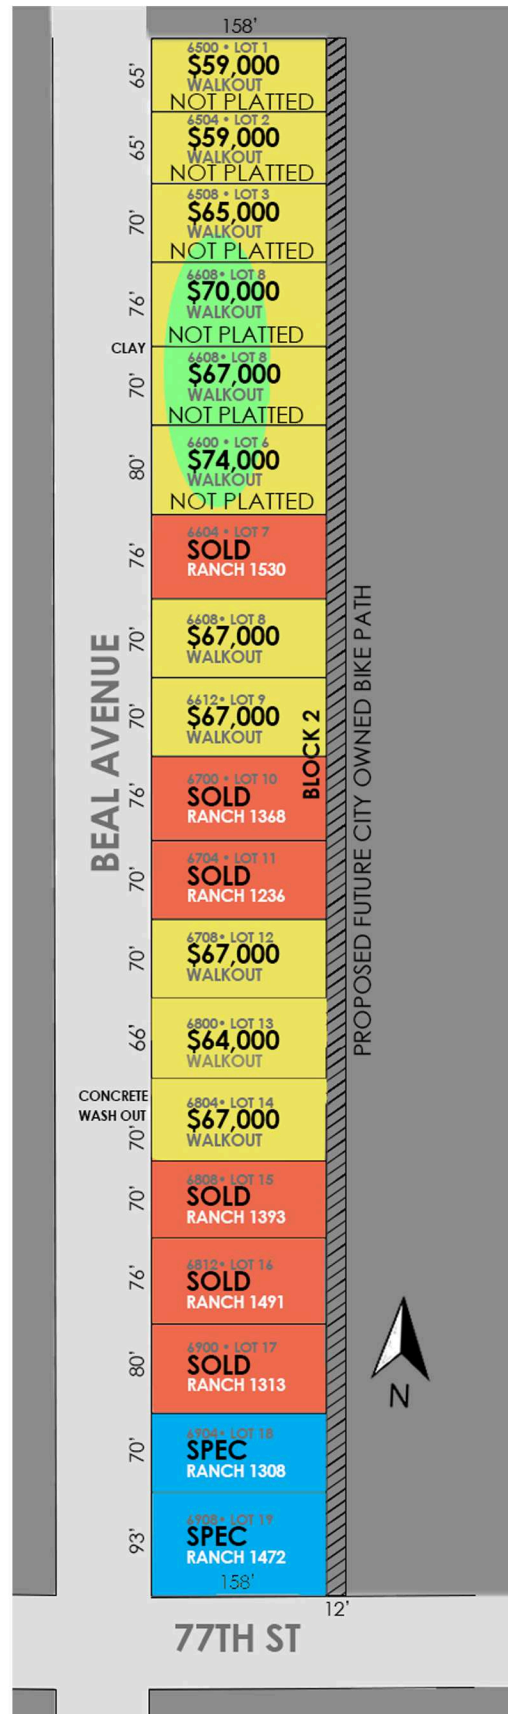 158'
65'
6500 • LOT 1
$59,000
WALKOUT
NOT PLATTED
65'
6504 • LOT 2
$59,000
WALKOUT
NOT PLATTED
70'
6508 • LOT 3
$65,000
WALKOUT
NOT PLATTED
76'
6608• LOT 8
$70,000
WALKOUT
NOT PLATTED
CLAY
70'
6608• LOT 8
$67,000
WALKOUT
NOT PLATTED
80'
6600 • LOT 6
$74,000
WALKOUT
NOT PLATTED
76'
6604 • LOT 7
SOLD
RANCH 1530
70'
6608• LOT 8
$67,000
WALKOUT
70'
6612• LOT 9
$67,000
WALKOUT
BEAL AVENUE
BLOCK 2
PROPOSED FUTURE CITY OWNED BIKE PATH
76'
6700 • LOT 10
SOLD
RANCH 1368
70'
6704 • LOT 11
SOLD
RANCH 1236
70'
6708• LOT 12
$67,000
WALKOUT
66'
6800• LOT 13
$64,000
WALKOUT
CONCRETE
WASH OUT
70'
6804• LOT 14
$67,000
WALKOUT
70'
6808• LOT 15
SOLD
RANCH 1393
76'
6812• LOT 16
SOLD
RANCH 1491
80'
6900 • LOT 17
SOLD
RANCH 1313
N
70'
6904• LOT 18
SPEC
RANCH 1308
93'
6908• LOT 19
SPEC
RANCH 1472
158'
12'
77TH ST